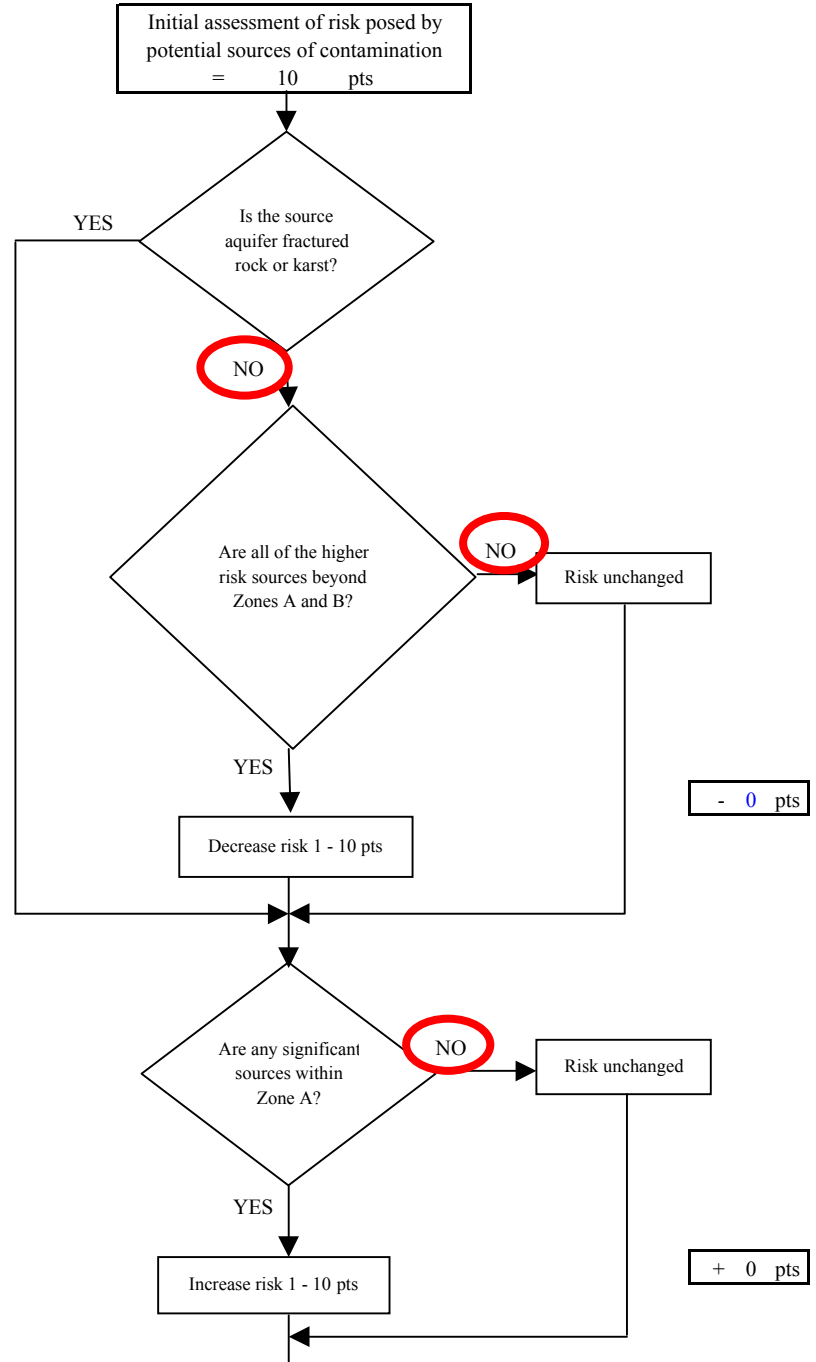 Initial assessment of risk posed by
potential sources of contamination
= 10 pts
YES
Is the source
aquifer fractured
rock or karst?
NO
Are all of the higher
risk sources beyond
Zones A and B?
NO
Risk unchanged
YES
- 0 pts
Decrease risk 1 - 10 pts
Are any significant
sources within
Zone A?
NO
Risk unchanged
YES
+ 0 pts
Increase risk 1 - 10 pts